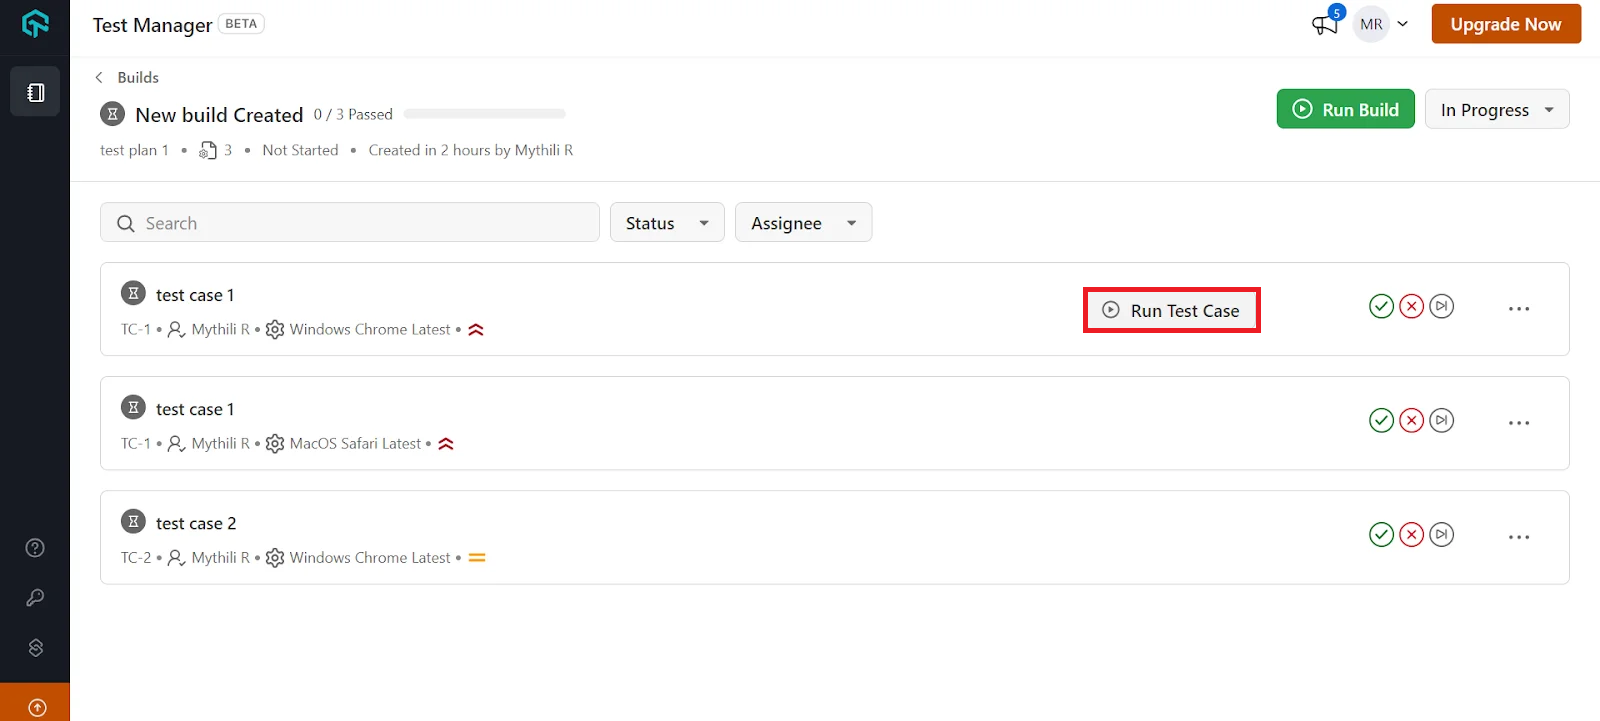 Test Manager BETA
5 MR Upgrade Now
Builds
New build Created 0 / 3 Passed
Run Build In Progress
test plan 1 • 3 • Not Started • Created in 2 hours by Mythili R
Search Status Assignee
test case 1
Run Test Case
TC-1 • Mythili R • Windows Chrome Latest •
test case 1
TC-1 • Mythili R • MacOS Safari Latest •
test case 2
TC-2 • Mythili R • Windows Chrome Latest •